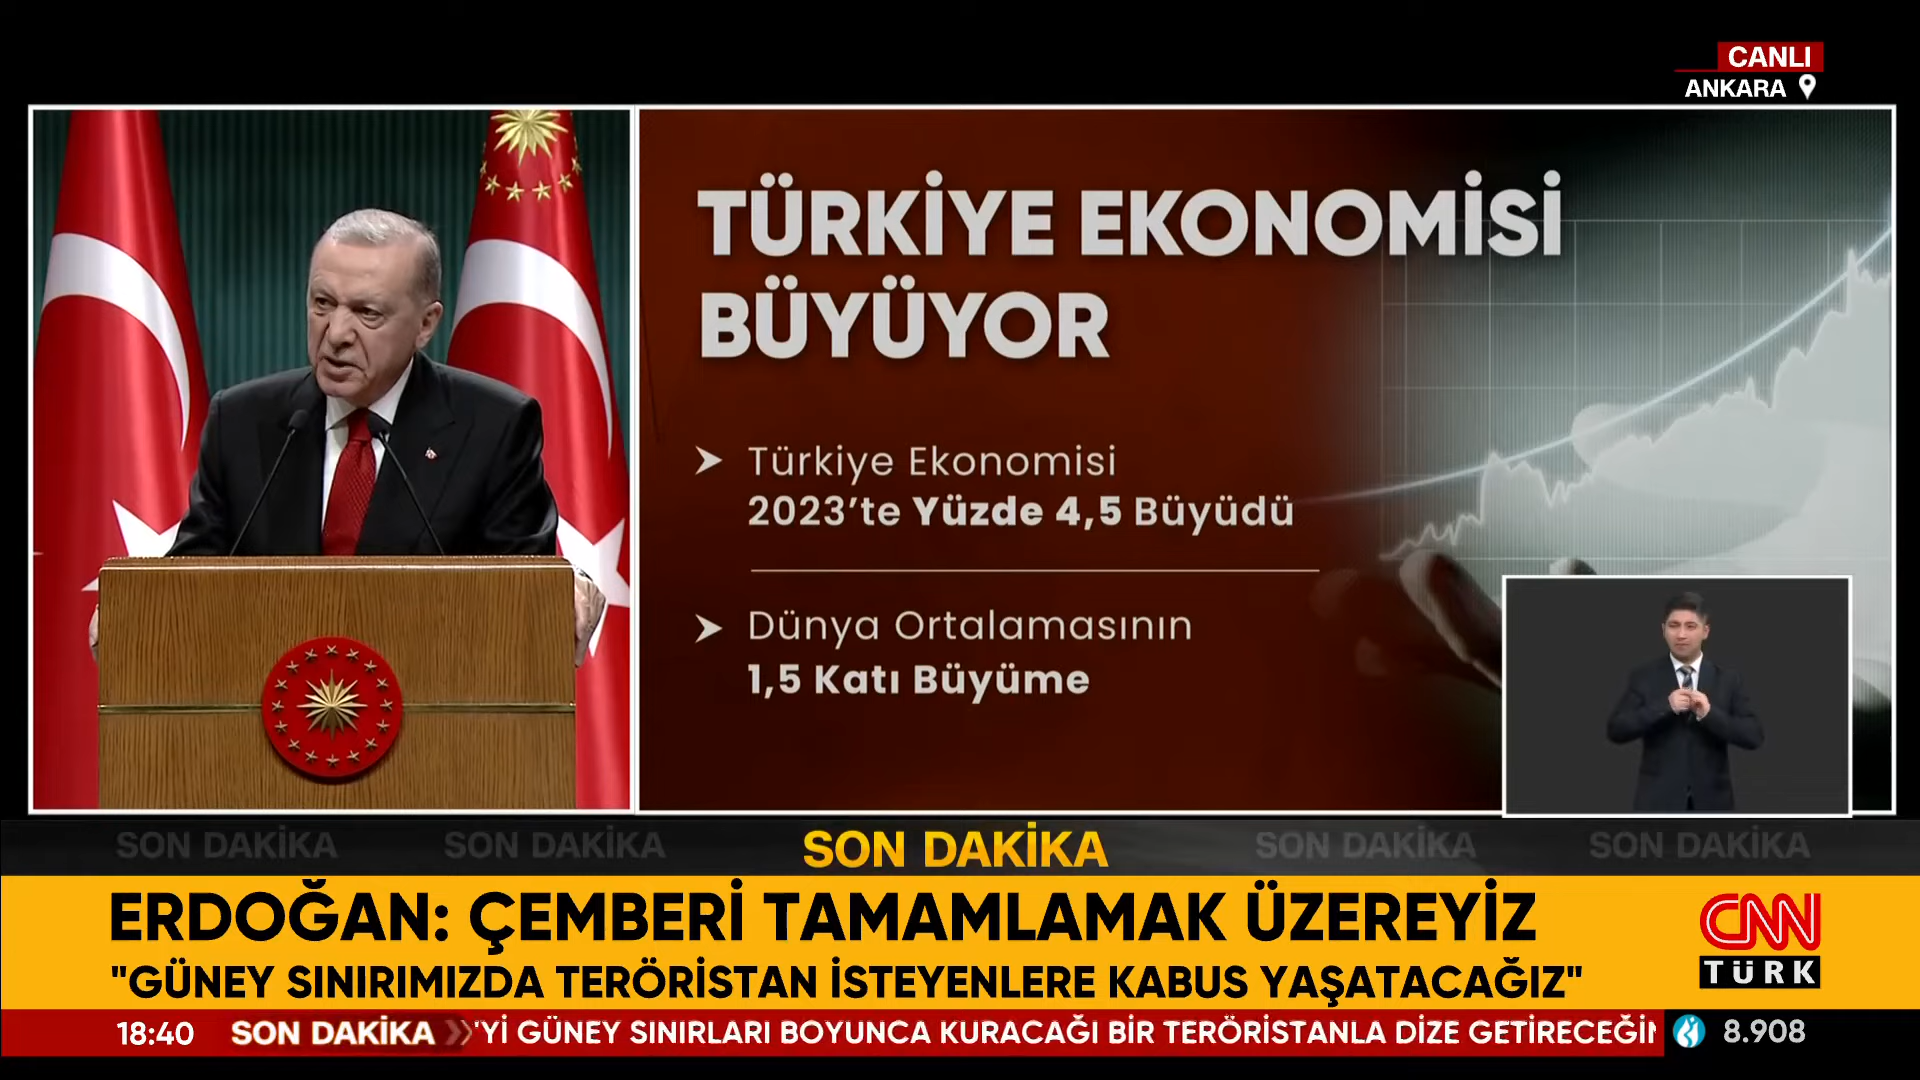 CANLI
ANKARA
TÜRKİYE EKONOMİSİ
BÜYÜYOR
Türkiye Ekonomisi
2023'te Yüzde 4,5 Büyüdü
Dünya Ortalamasının
1,5 Katı Büyüme
SON DAKİKA SON DAKİKA SON DAKİKA SON DAKİKA SON DAKİKA
ERDOĞAN: ÇEMBERİ TAMAMLAMAK ÜZEREYİZ
"GÜNEY SINIRIMIZDA TERÖRİSTAN İSTEYENLERE KABUS YAŞATACAĞIZ"
CNN
TÜRK
18:40 SON DAKİKA 'Yİ GÜNEY SINIRLARI BOYUNCA KURACAĞI BİR TERÖRİSTANLA DİZE GETİRECEĞİ 8.908